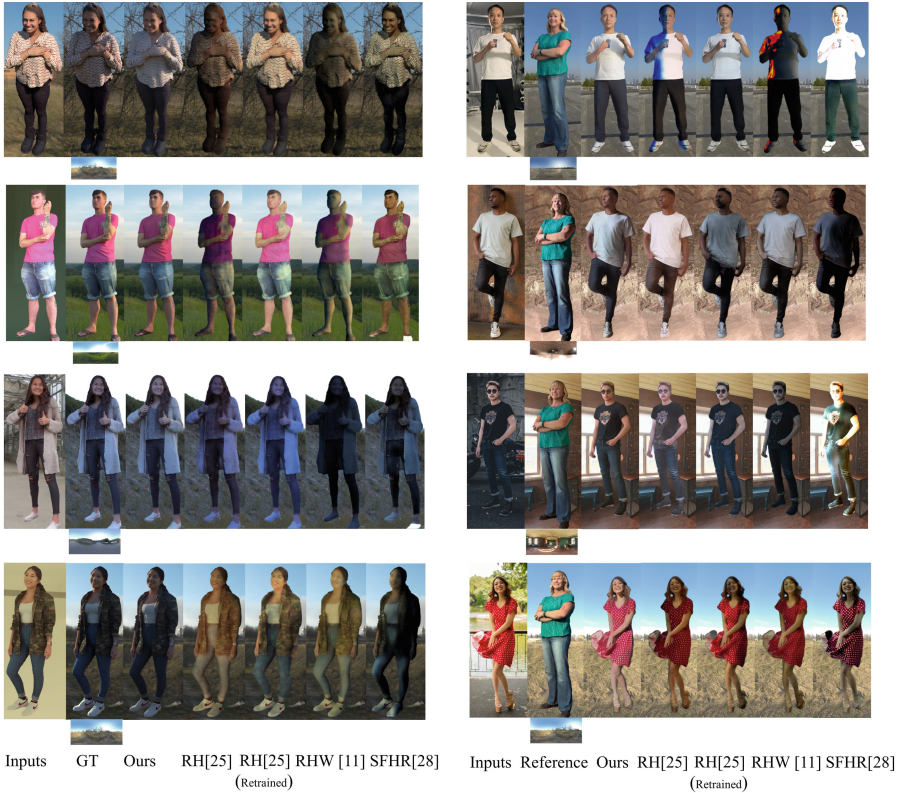 Inputs GT Ours RH[25] RH[25] RHW [11] SFHR[28]
(Retrained)
Inputs Reference Ours RH[25] RH[25] RHW [11] SFHR[28]
(Retrained)